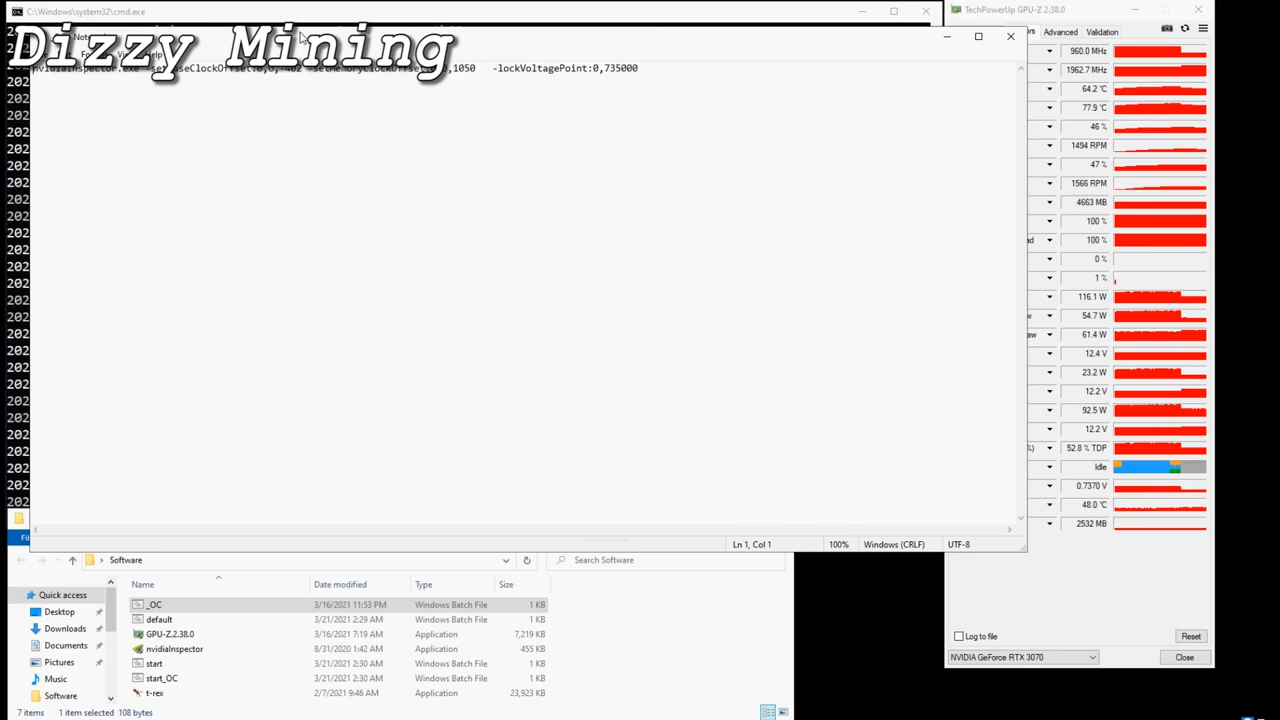 C:\Windows\system32\cmd.exe
Dizzy Mining
-lockVoltagePoint:0,735000
Ln 1, Col 1
100%
Windows (CRLF)
UTF-8
TechPowerUp GPU-Z 2.38.0
Advanced
Validation
960.0 MHz
1962.7 MHz
64.2 °C
77.9 °C
46 %
1494 RPM
47 %
1566 RPM
4663 MB
100 %
100 %
0 %
1 %
116.1 W
54.7 W
61.4 W
12.4 V
23.2 W
12.2 V
92.5 W
12.2 V
52.8 % TDP
Idle
0.7370 V
48.0 °C
2532 MB
Log to file
Reset
NVIDIA GeForce RTX 3070
Close
Software
Search Software
Name Date modified Type Size
Quick access
Desktop
Downloads
Documents
Pictures
Music
Software
_OC 3/16/2021 11:53 PM Windows Batch File 1 KB
default 3/21/2021 2:29 AM Windows Batch File 1 KB
GPU-Z.2.38.0 3/16/2021 7:19 AM Application 7,219 KB
nvidiaInspector 8/31/2020 1:42 AM Application 455 KB
start 3/21/2021 2:30 AM Windows Batch File 1 KB
start_OC 3/21/2021 2:30 AM Windows Batch File 1 KB
t-rex 2/7/2021 9:46 AM Application 23,923 KB
7 items 1 item selected 108 bytes